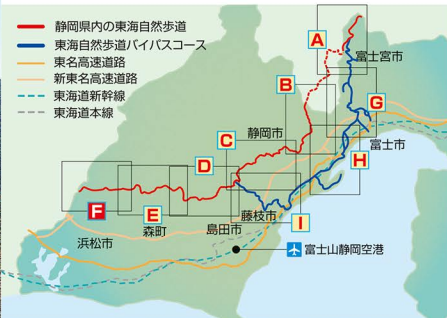 静岡県内の東海自然歩道
東海自然歩道バイパスコース
東名高速道路
新東名高速道路
東海道新幹線
東海道本線
A
富士宮市
B
G
C
静岡市
富士市
D
H
F
E
森町
島田市
藤枝市
I
浜松市
富士山静岡空港